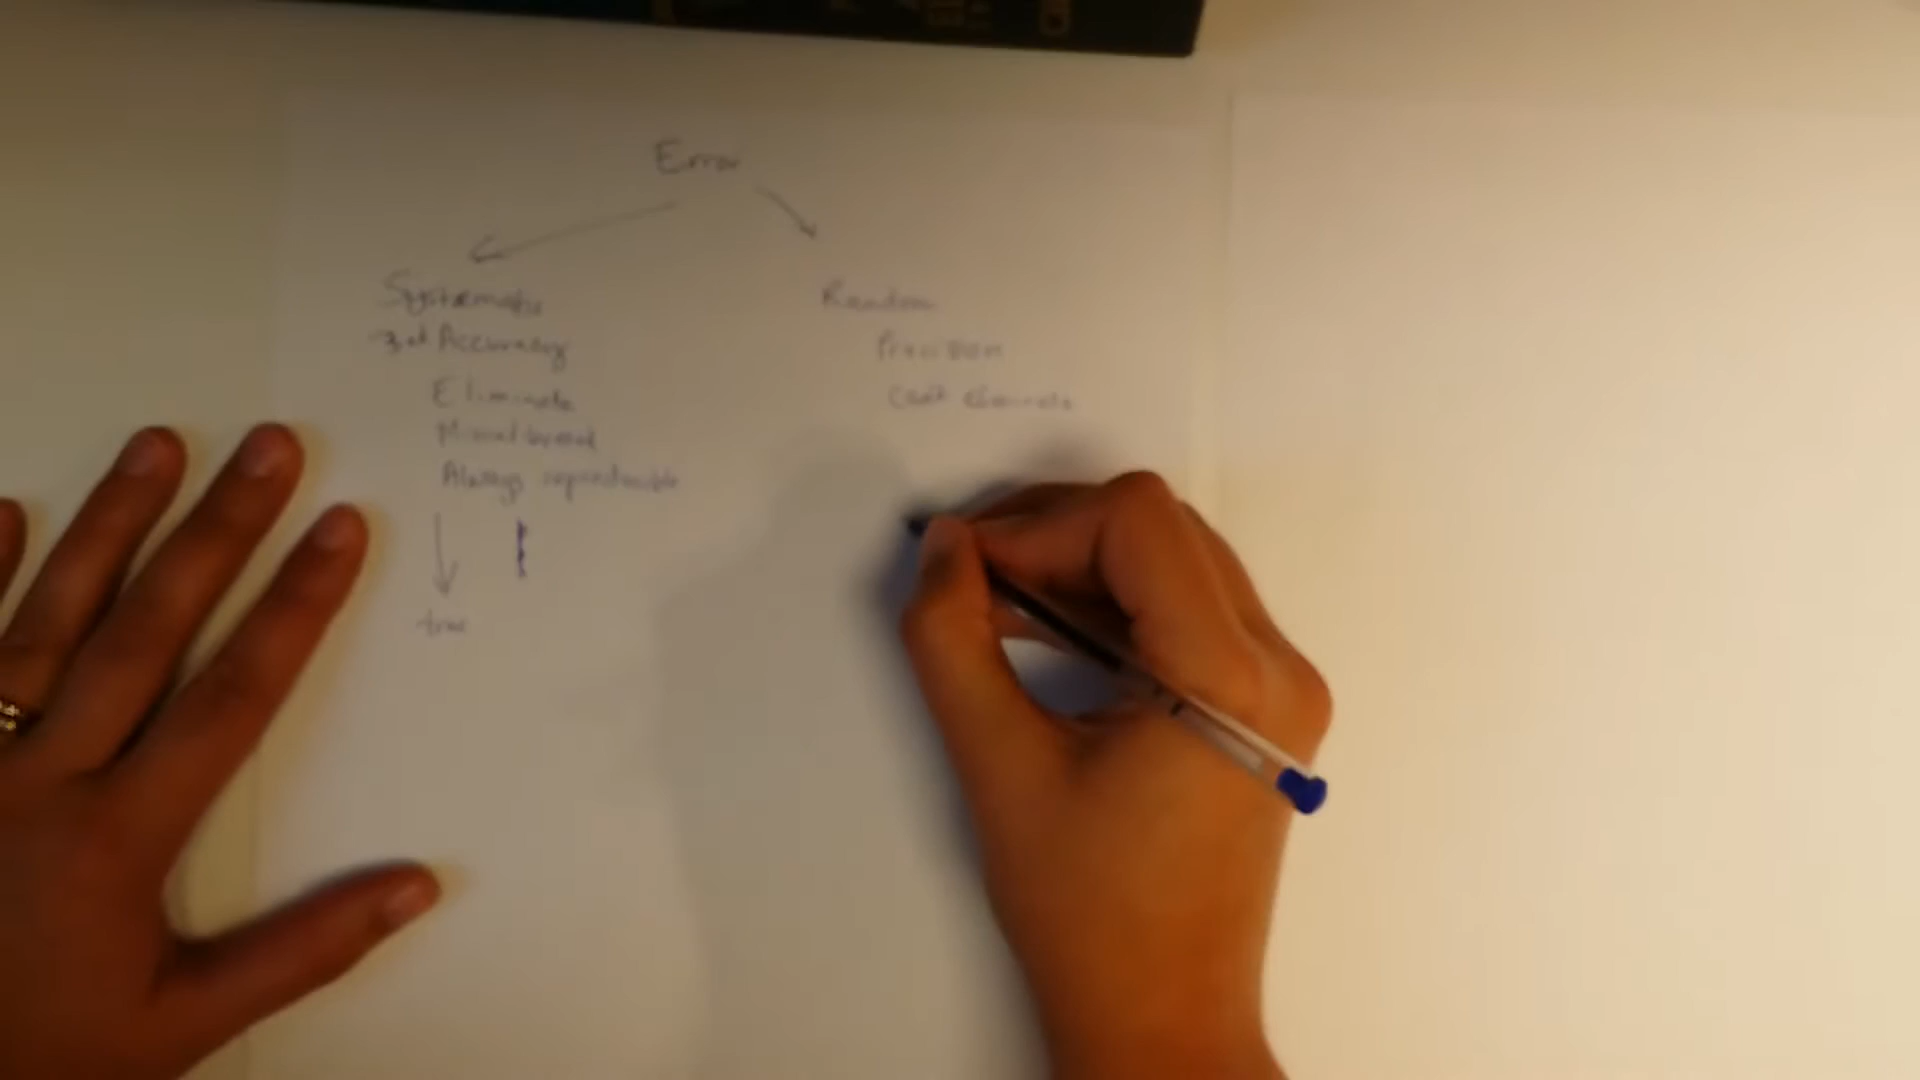 Error
Systematic
Random
Accuracy
Precision
Eliminate
Can't eliminate
Always reproducible
true